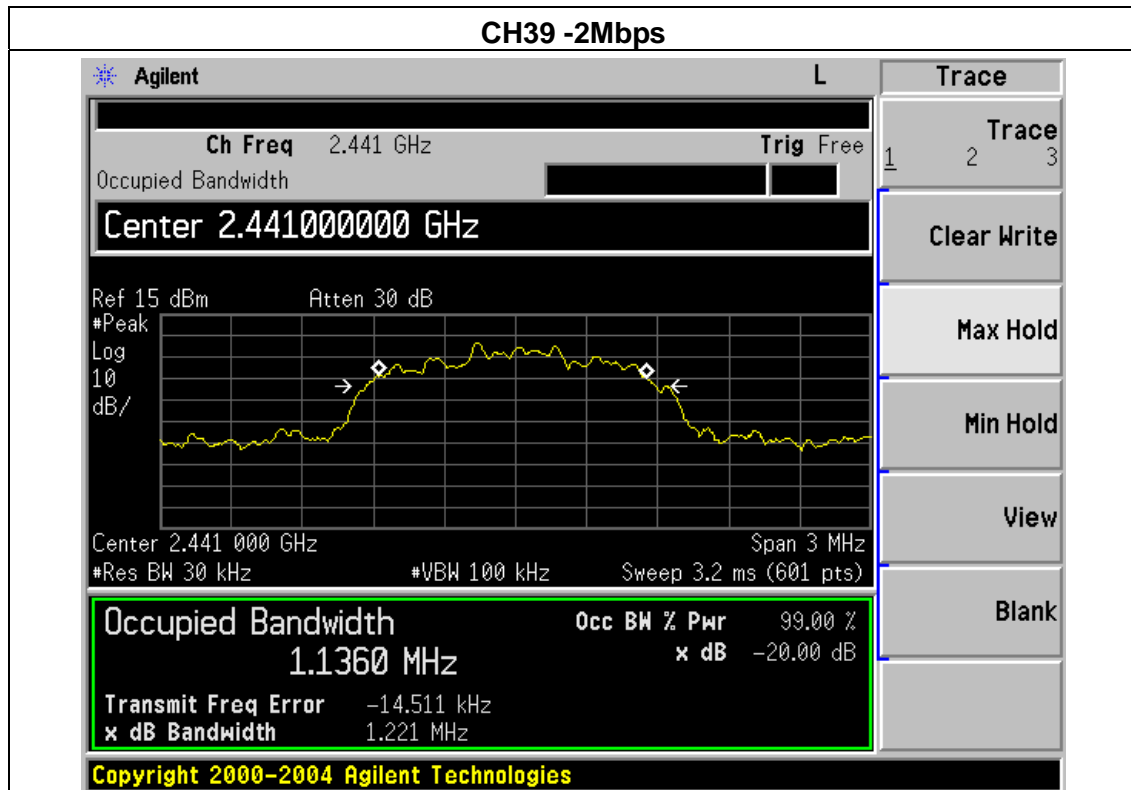 CH39 -2Mbps
Agilent L Trace
Ch Freq 2.441 GHz Trig Free
Occupied Bandwidth
Trace
1 2 3
Center 2.441000000 GHz
Clear Write
Ref 15 dBm Atten 30 dB
#Peak
Log
10
dB/
Max Hold
Min Hold
View
Center 2.441 000 GHz Span 3 MHz
#Res BW 30 kHz #VBW 100 kHz Sweep 3.2 ms (601 pts)
Blank
Occupied Bandwidth Occ BW % Pwr 99.00 %
1.1360 MHz x dB -20.00 dB
Transmit Freq Error -14.511 kHz
x dB Bandwidth 1.221 MHz
Copyright 2000-2004 Agilent Technologies